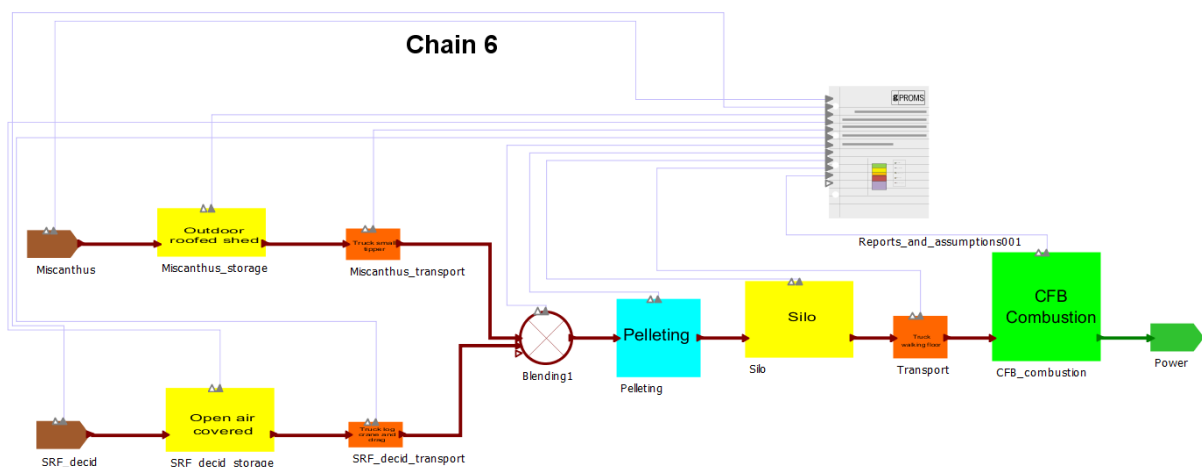 Chain 6
gPROMS
Reports_and_assumptions001
Miscanthus
Outdoor
roofed shed
Miscanthus_storage
Truck small
tipper
Miscanthus_transport
SRF_decid
Open air
covered
SRF_decid_storage
Truck log
crane and
drag
SRF_decid_transport
Blending1
Pelleting
Pelleting
Silo
Silo
Truck
walking floor
Transport
CFB
Combustion
CFB_combustion
Power